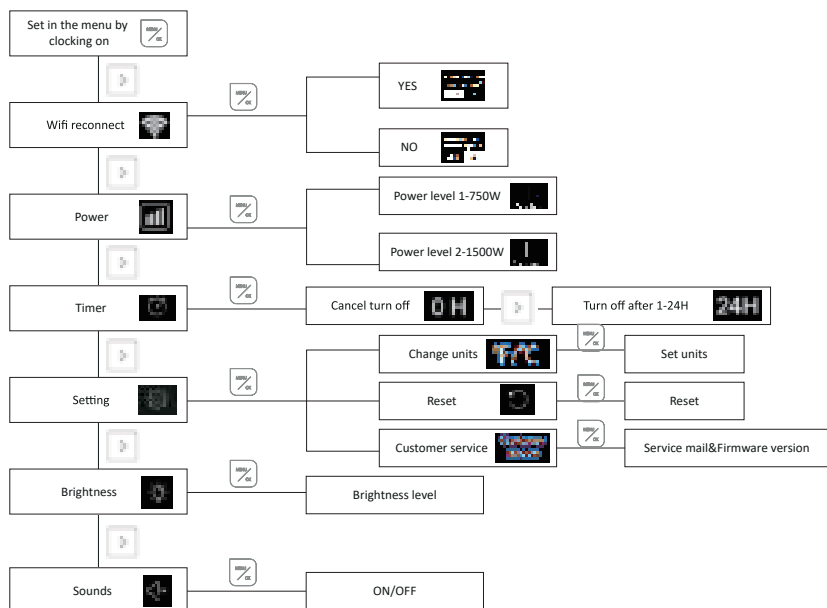 Set in the menu by
clocking on
MENU/OK
Wifi reconnect
YES
NO
Power
Power level 1-750W
Power level 2-1500W
Timer
Cancel turn off
0 H
Turn off after 1-24H
24H
Setting
Change units
Set units
Reset
Reset
Customer service
Service mail&Firmware version
Brightness
Brightness level
Sounds
ON/OFF